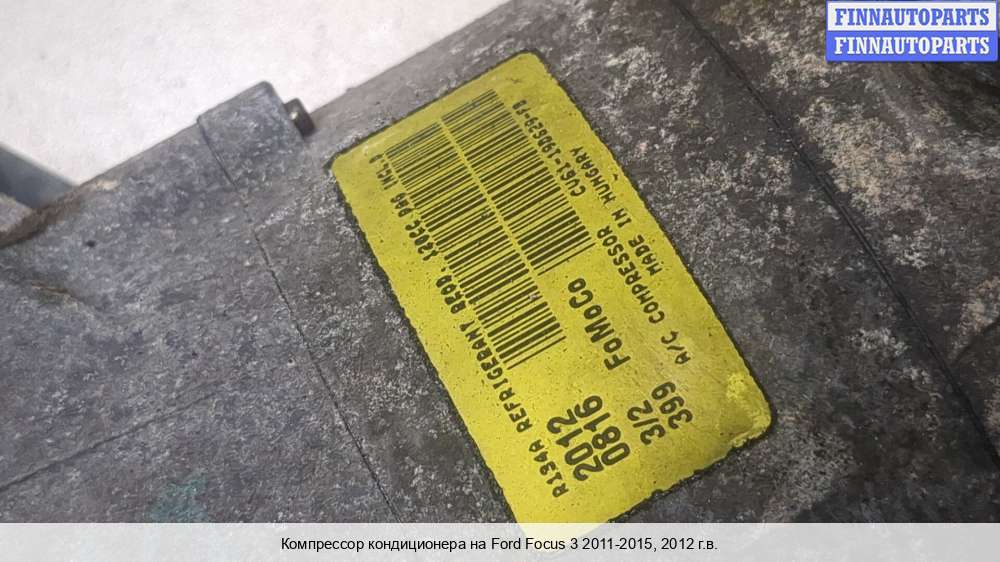 FINNAUTOPARTS
FINNAUTOPARTS
R134A REFRIGERANT REQD.
2012
0816
3/2
399
FoMoCo
A/C COMPRESSOR
MADE IN HUNGARY
Компрессор кондиционера на Ford Focus 3 2011-2015, 2012 г.в.